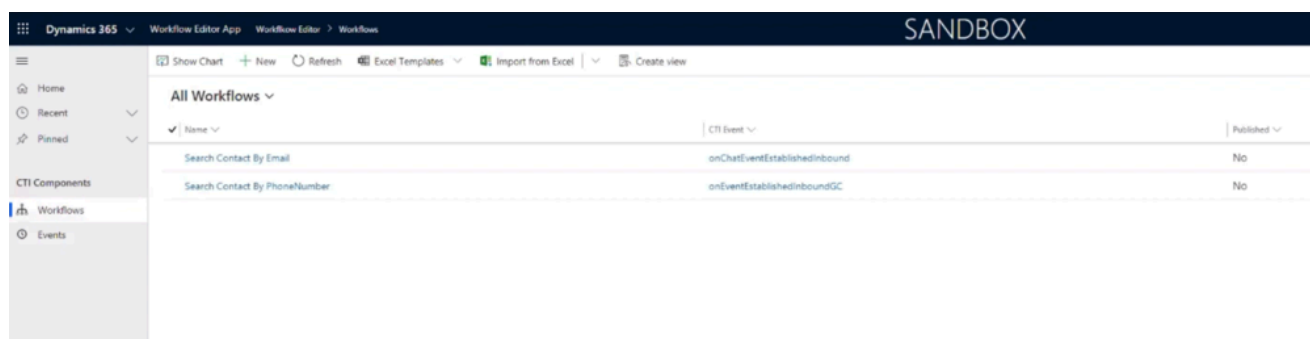 Dynamics 365 Workflow Editor App Workflow Editor > Workflows SANDBOX
Show Chart New Refresh Excel Templates Import from Excel Create view
Home
Recent
Pinned
CTI Components
Workflows
Events
All Workflows
Name CTI Event Published
Search Contact By Email onChatEventEstablishedInbound No
Search Contact By PhoneNumber onEventEstablishedInboundGC No